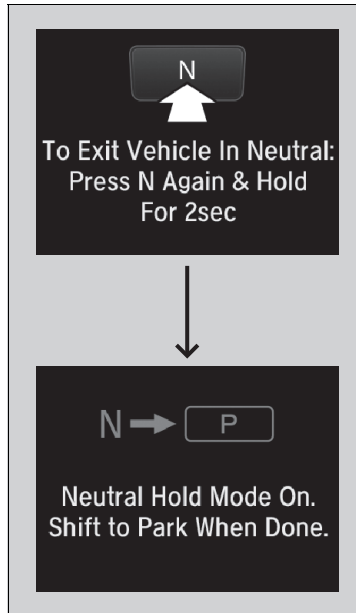 N
To Exit Vehicle In Neutral:
Press N Again & Hold
For 2sec
N P
Neutral Hold Mode On.
Shift to Park When Done.